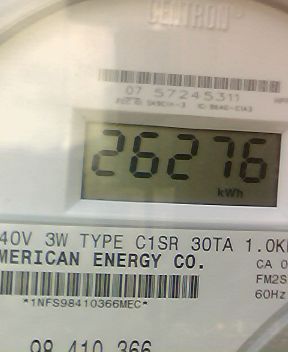 CENTRON®
07 57245311
26276
kWh
40V 3W TYPE C1SR 30TA 1.0K
MERICAN ENERGY CO.
CA 0
FM2S
60Hz
*1NFS98410366MEC*
98 410 366